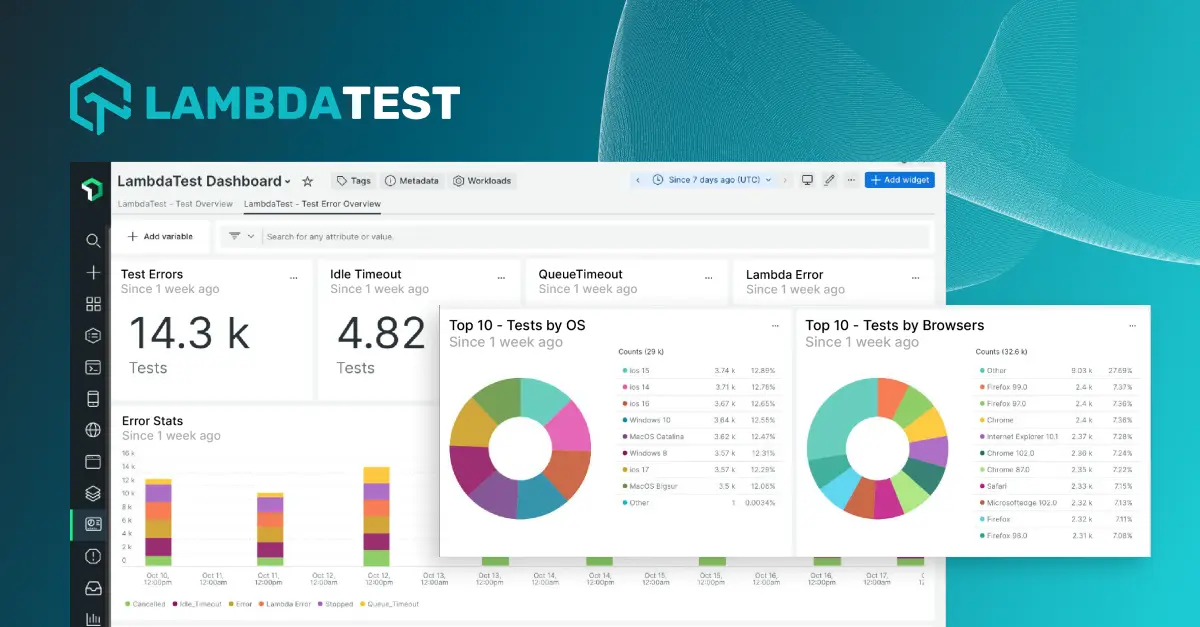 LAMBDATEST
LambdaTest Dashboard
Tags
Metadata
Workloads
Since 7 days ago (UTC)
Add widget
LambdaTest - Test Overview
LambdaTest - Test Error Overview
Add variable
Search for any attribute or value.
Test Errors
Since 1 week ago
14.3 k
Tests
Idle Timeout
Since 1 week ago
4.82
Tests
QueueTimeout
Since 1 week ago
Lambda Error
Since 1 week ago
Top 10 - Tests by OS
Since 1 week ago
Counts (29 k)
ios 15 3.74 k 12.89%
ios 14 3.71 k 12.78%
ios 16 3.67 k 12.65%
Windows 10 3.64 k 12.55%
MacOS Catalina 3.62 k 12.47%
Windows 8 3.57 k 12.31%
ios 17 3.57 k 12.29%
MacOS Bigsur 3.5 k 12.06%
Other 1 0.0034%
Top 10 - Tests by Browsers
Since 1 week ago
Counts (32.6 k)
Other 9.03 k 27.69%
Firefox 99.0 2.4 k 7.37%
Firefox 97.0 2.4 k 7.36%
Chrome 2.4 k 7.36%
Internet Explorer 10.1 2.37 k 7.28%
Chrome 102.0 2.36 k 7.24%
Chrome 87.0 2.35 k 7.22%
Safari 2.33 k 7.15%
Microsoftedge 102.0 2.32 k 7.13%
Firefox 2.32 k 7.11%
Firefox 98.0 2.31 k 7.08%
Error Stats
Since 1 week ago
16 k
14 k
12 k
10 k
8 k
6 k
4 k
2 k
0
Oct 10, 12:00pm
Oct 11, 12:00am
Oct 11, 12:00pm
Oct 12, 12:00am
Oct 12, 12:00pm
Oct 13, 12:00am
Oct 13, 12:00pm
Oct 14, 12:00am
Oct 14, 12:00pm
Oct 15, 12:00am
Oct 15, 12:00pm
Oct 16, 12:00am
Oct 16, 12:00pm
Oct 17, 12:00am
Cancelled
Idle_Timeout
Error
Lambda Error
Stopped
Queue_Timeout